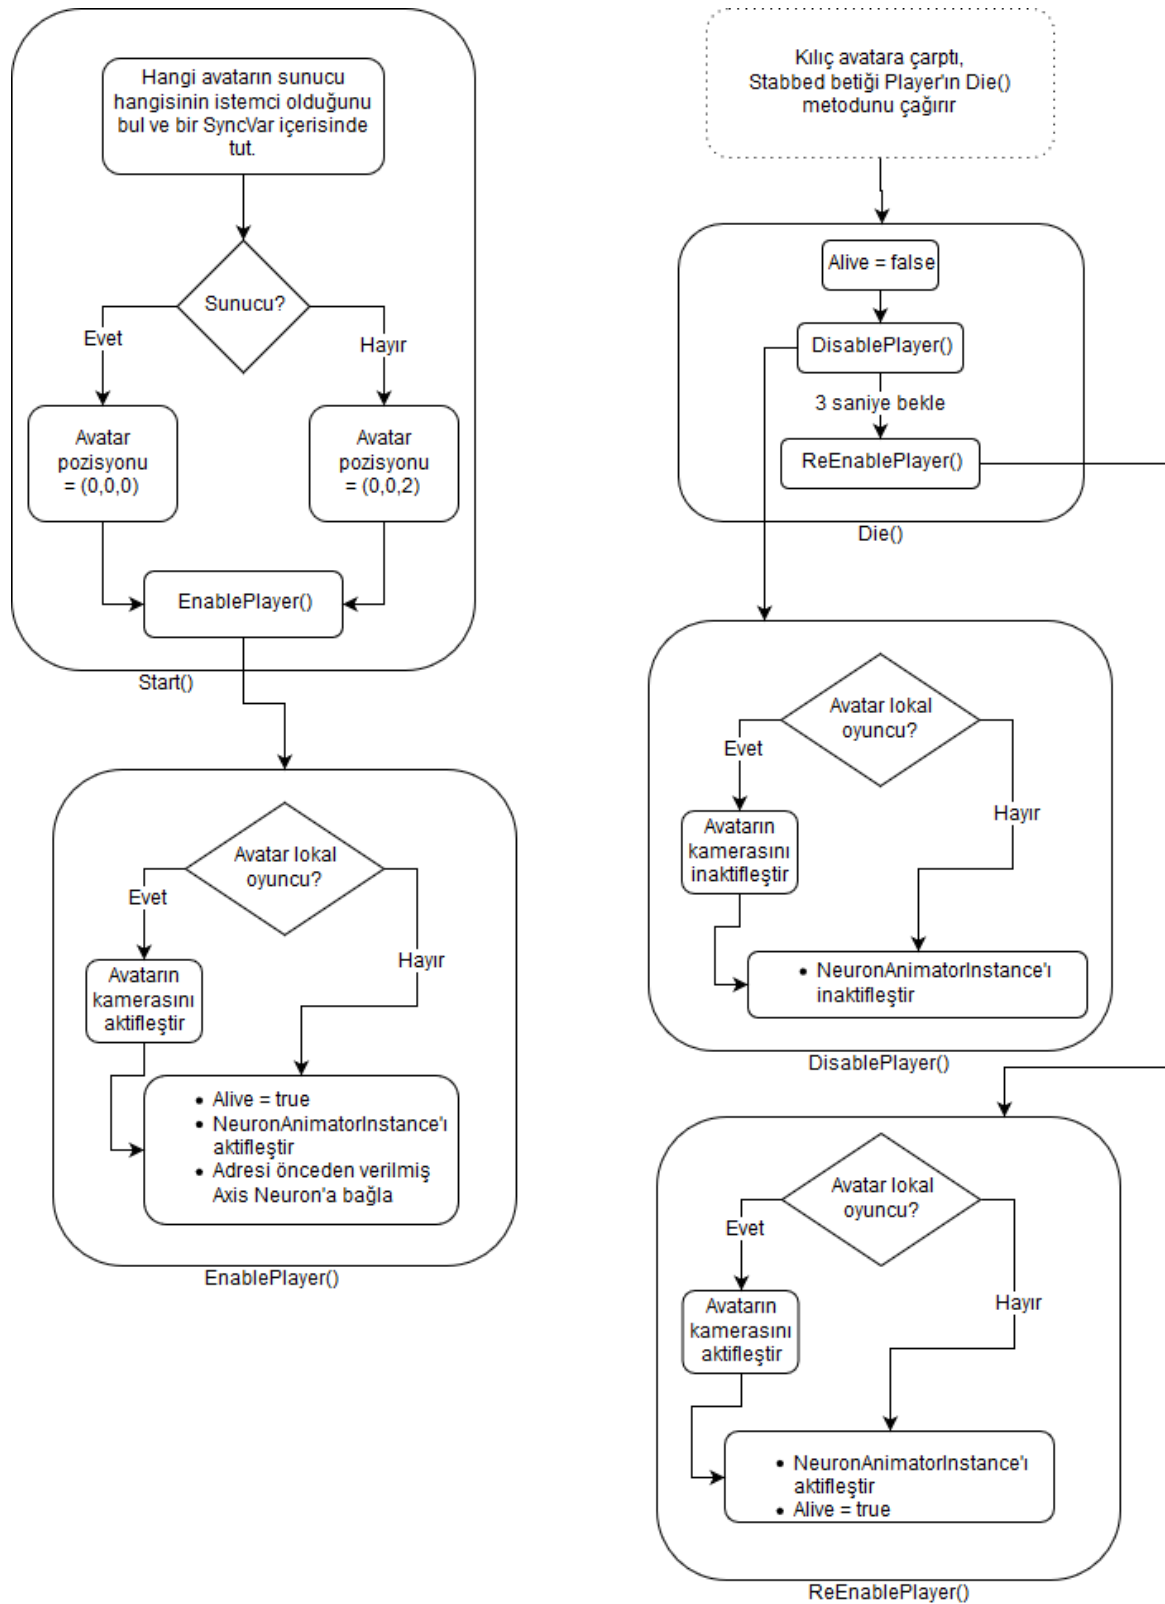 Hangi avatarın sunucu
hangisinin istemci olduğunu
bul ve bir SyncVar içerisinde
tut.
Sunucu?
Evet
Hayır
Avatar
pozisyonu
= (0,0,0)
Avatar
pozisyonu
= (0,0,2)
EnablePlayer()
Start()
Avatar lokal
oyuncu?
Evet
Hayır
Avatarın
kamerasını
aktifleştir
• Alive = true
• NeuronAnimatorInstance'ı
aktifleştir
• Adresi önceden verilmiş
Axis Neuron'a bağla
EnablePlayer()
Kılıç avatara çarptı,
Stabbed betiği Player'ın Die()
metodunu çağırır
Alive = false
DisablePlayer()
3 saniye bekle
ReEnablePlayer()
Die()
Avatar lokal
oyuncu?
Evet
Hayır
Avatarın
kamerasını
inaktifleştir
• NeuronAnimatorInstance'ı
inaktifleştir
DisablePlayer()
Avatar lokal
oyuncu?
Evet
Hayır
Avatarın
kamerasını
aktifleştir
• NeuronAnimatorInstance'ı
aktifleştir
• Alive = true
ReEnablePlayer()